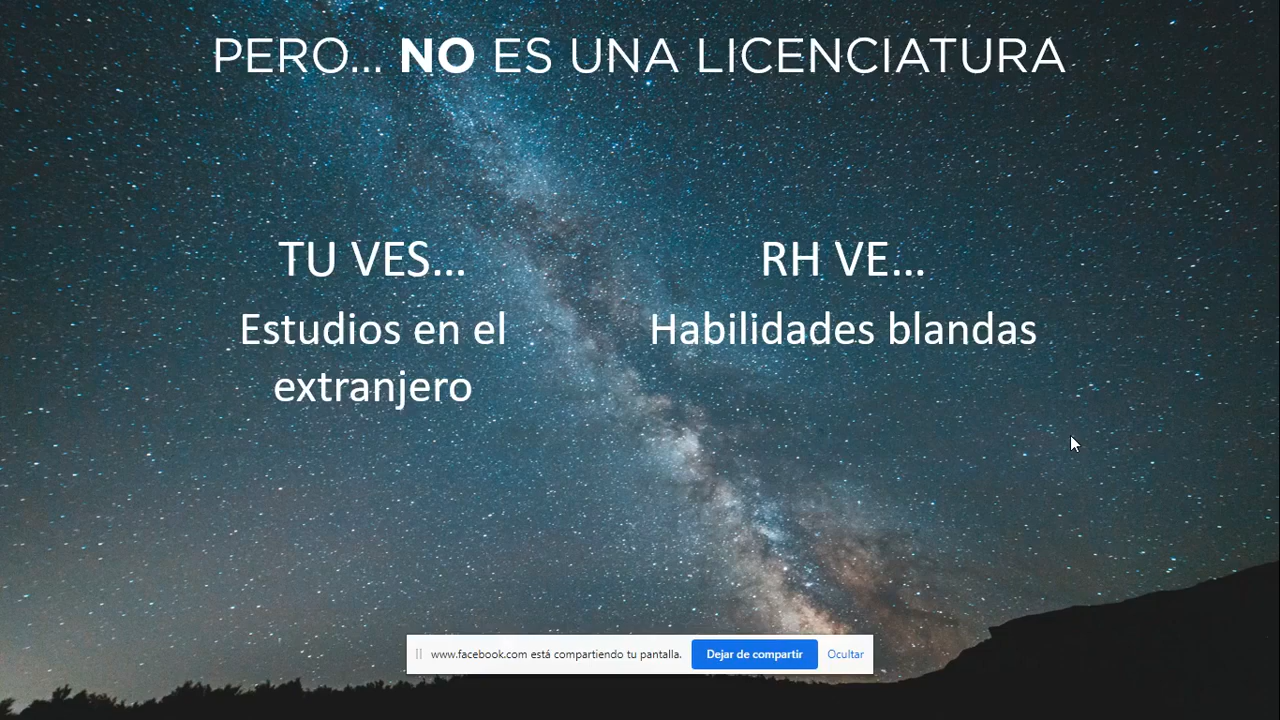 PERO... NO ES UNA LICENCIATURA
TU VES...
Estudios en el
extranjero
RH VE...
Habilidades blandas
www.facebook.com está compartiendo tu pantalla.
Dejar de compartir
Ocultar